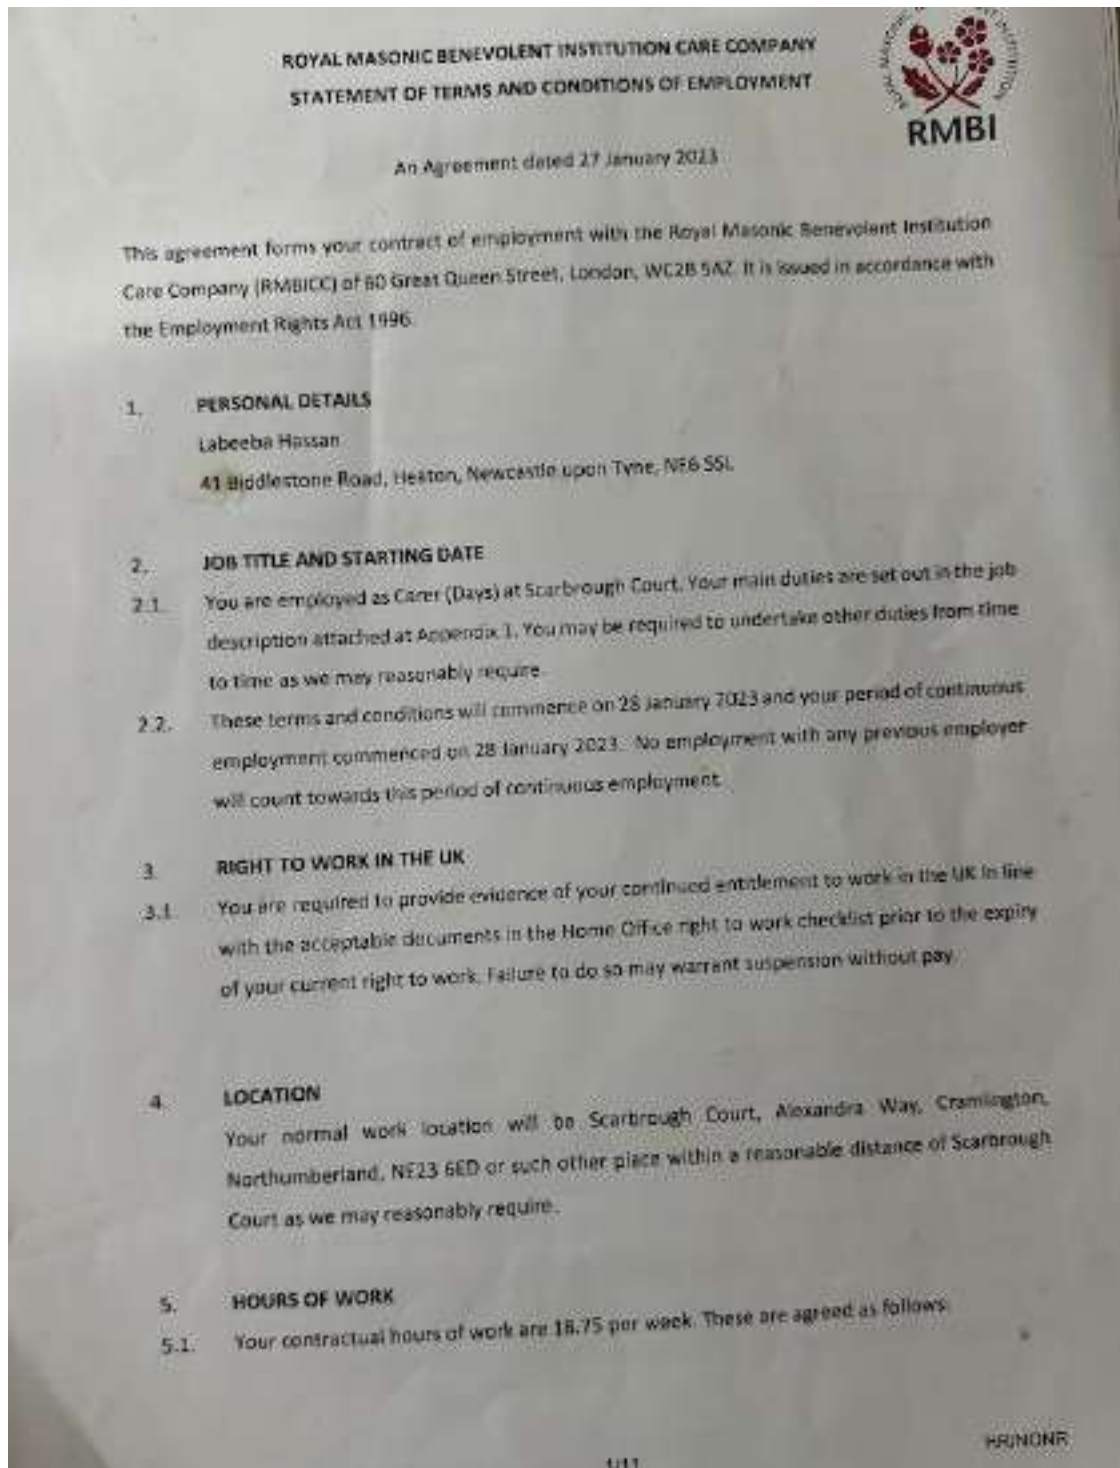 ROYAL MASONIC BENEVOLENT INSTITUTION CARE COMPANY
STATEMENT OF TERMS AND CONDITIONS OF EMPLOYMENT
RMBI
An Agreement dated 27 January 2023
This agreement forms your contract of employment with the Royal Masonic Benevolent Institution
Care Company (RMBICC) of 60 Great Queen Street, London, WC2B 5AZ. It is issued in accordance with
the Employment Rights Act 1996.
1. PERSONAL DETAILS
Labeeba Hassan
41 Biddlestone Road, Heaton, Newcastle upon Tyne, NE6 5SL
2. JOB TITLE AND STARTING DATE
2.1. You are employed as Carer (Days) at Scarbrough Court. Your main duties are set out in the job
description attached at Appendix 1. You may be required to undertake other duties from time
to time as we may reasonably require.
2.2. These terms and conditions will commence on 28 January 2023 and your period of continuous
employment commenced on 28 January 2023. No employment with any previous employer
will count towards this period of continuous employment.
3. RIGHT TO WORK IN THE UK
3.1. You are required to provide evidence of your continued entitlement to work in the UK in line
with the acceptable documents in the Home Office right to work checklist prior to the expiry
of your current right to work. Failure to do so may warrant suspension without pay.
4. LOCATION
Your normal work location will be Scarbrough Court, Alexandra Way, Cramlington,
Northumberland, NE23 6ED or such other place within a reasonable distance of Scarbrough
Court as we may reasonably require.
5. HOURS OF WORK
5.1. Your contractual hours of work are 18.75 per week. These are agreed as follows:
HR/NONR
1/11